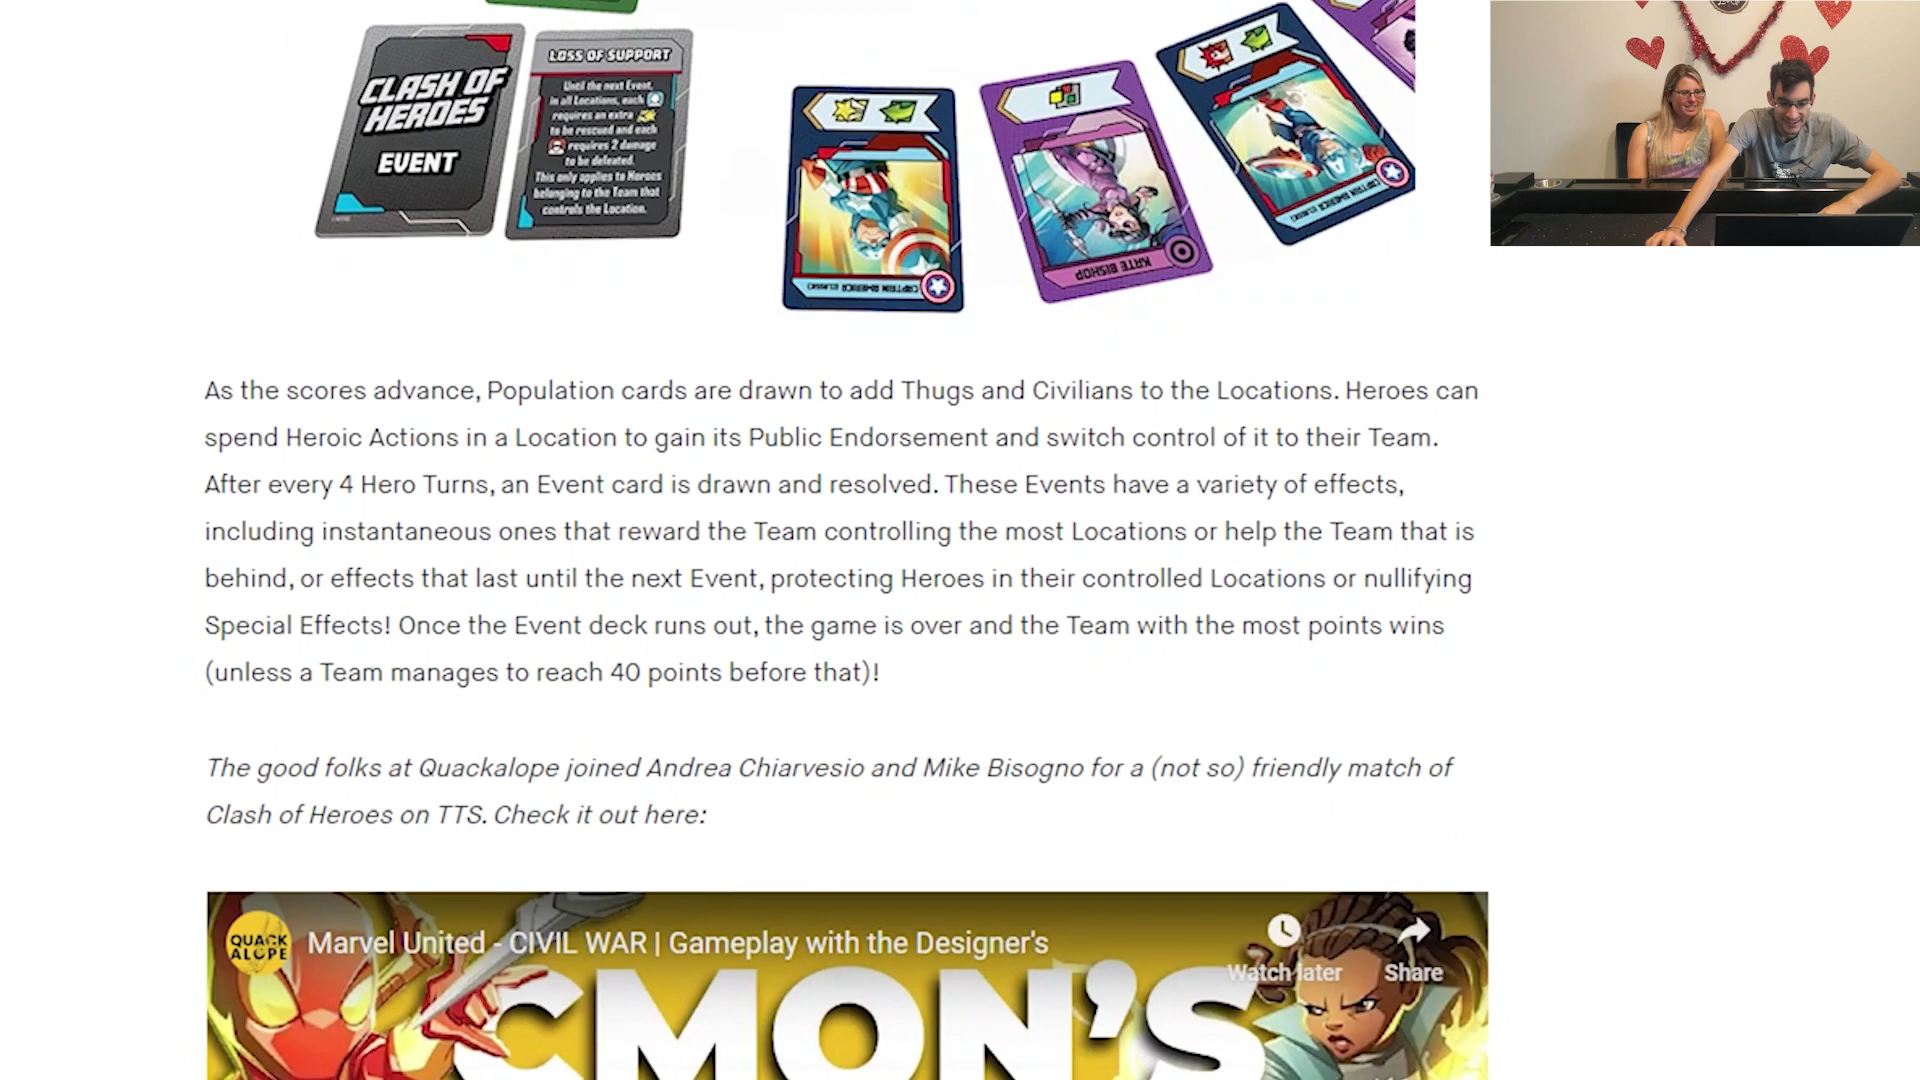 CLASH OF
HEROES
EVENT
LOSS OF SUPPORT
Until the next Event,
in all Locations, each
requires an extra
to be rescued and each
requires 2 damage
to be defeated.
This only applies to Heroes
belonging to the Team that
controls the Location.
CAPTAIN AMERICA (CLASSIC)
KATE BISHOP
CAPTAIN AMERICA (CLASSIC)
As the scores advance, Population cards are drawn to add Thugs and Civilians to the Locations. Heroes can
spend Heroic Actions in a Location to gain its Public Endorsement and switch control of it to their Team.
After every 4 Hero Turns, an Event card is drawn and resolved. These Events have a variety of effects,
including instantaneous ones that reward the Team controlling the most Locations or help the Team that is
behind, or effects that last until the next Event, protecting Heroes in their controlled Locations or nullifying
Special Effects! Once the Event deck runs out, the game is over and the Team with the most points wins
(unless a Team manages to reach 40 points before that)!
The good folks at Quackalope joined Andrea Chiarvesio and Mike Bisogno for a (not so) friendly match of
Clash of Heroes on TTS. Check it out here:
QUACK
ALOPE
Marvel United - CIVIL WAR | Gameplay with the Designer's
Watch later
Share
CMON'S